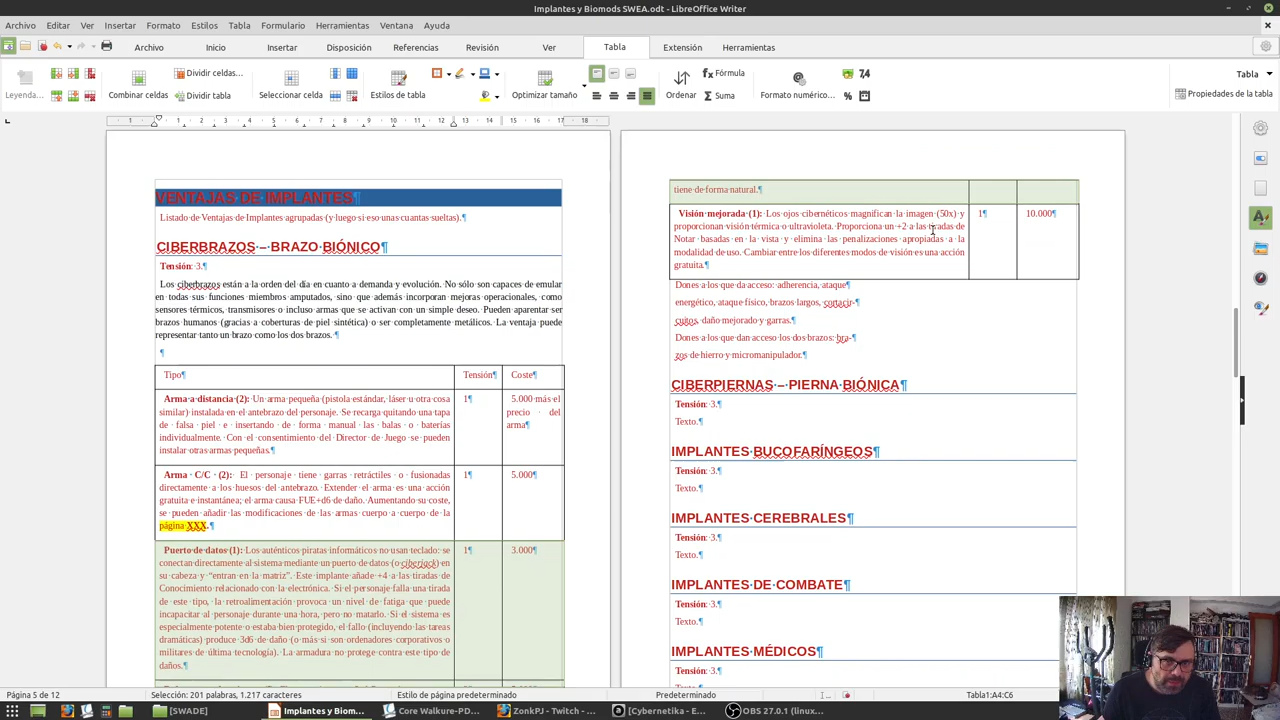 Implantes y Biomods SWEA.odt - LibreOffice Writer
Archivo Editar Ver Insertar Formato Estilos Tabla Formulario Herramientas Ventana Ayuda
Archivo Inicio Insertar Disposición Referencias Revisión Ver Tabla Extensión Herramientas
Tabla
Leyenda... Combinar celdas Dividir celdas... Dividir tabla Seleccionar celda Estilos de tabla Optimizar tamaño Ordenar Fórmula Suma Formato numérico... Propiedades de la tabla
VENTAJAS DE IMPLANTES¶
Listado de Ventajas de Implantes agrupadas (y luego si eso unas cuantas sueltas).¶
CIBERBRAZOS – BRAZO BIÓNICO¶
Tensión: 3.¶
Los ciberbrazos están a la orden del día en cuanto a demanda y evolución. No sólo son capaces de emular
en todas sus funciones miembros amputados, sino que además incorporan mejoras operacionales, como
sensores térmicos, transmisores o incluso armas que se activan con un simple deseo. Pueden aparentar ser
brazos humanos (gracias a coberturas de piel sintética) o ser completamente metálicos. La ventaja puede
representar tanto un brazo como los dos brazos. ¶
¶
Tipo¶ Tensión¶ Coste¶
Arma a distancia (2): Un arma pequeña (pistola estándar, láser u otra cosa
similar) instalada en el antebrazo del personaje. Se recarga quitando una tapa
de falsa piel e insertando de forma manual las balas o baterías
individualmente. Con el consentimiento del Director de Juego se pueden
instalar otras armas pequeñas.¶
1¶
5.000 más el
precio del
arma¶
Arma C/C (2): El personaje tiene garras retráctiles o fusionadas
directamente a los huesos del antebrazo. Extender el arma es una acción
gratuita e instantánea; el arma causa FUE+d6 de daño. Aumentando su coste,
se pueden añadir las modificaciones de las armas cuerpo a cuerpo de la
página XXX.¶
1¶
5.000¶
Puerto de datos (1): Los auténticos piratas informáticos no usan teclado: se
conectan directamente al sistema mediante un puerto de datos (o ciberjack) en
su cabeza y “entran en la matriz”. Este implante añade +4 a las tiradas de
Conocimiento relacionado con la electrónica. Si el personaje falla una tirada
de este tipo, la retroalimentación provoca un nivel de fatiga que puede
incapacitar al personaje durante una hora, pero no matarlo. Si el sistema es
especialmente potente o estaba bien protegido, el fallo (incluyendo las tareas
dramáticas) produce 3d6 de daño (o más si son ordenadores corporativos o
militares de última tecnología). La armadura no protege contra este tipo de
daños.¶
1¶
3.000¶
tiene de forma natural.¶
Visión mejorada (1): Los ojos cibernéticos magnifican la imagen (50x) y
proporcionan visión térmica o ultravioleta. Proporciona un +2 a las tiradas de
Notar basadas en la vista y elimina las penalizaciones apropiadas a la
modalidad de uso. Cambiar entre los diferentes modos de visión es una acción
gratuita.¶
1¶
10.000¶
Dones a los que da acceso: adherencia, ataque¶
energético, ataque físico, brazos largos, cortacir-¶
cuitos, daño mejorado y garras.¶
Dones a los que dan acceso los dos brazos: bra-¶
zos de hierro y micromanipulador.¶
CIBERPIERNAS – PIERNA BIÓNICA¶
Tensión: 3.¶
Texto.¶
IMPLANTES BUCOFARÍNGEOS¶
Tensión: 3.¶
Texto.¶
IMPLANTES CEREBRALES¶
Tensión: 3.¶
Texto.¶
IMPLANTES DE COMBATE¶
Tensión: 3.¶
Texto.¶
IMPLANTES MÉDICOS¶
Tensión: 3.¶
Página 5 de 12 Selección: 201 palabras, 1.217 caracteres Estilo de página predeterminado Predeterminado Tabla1:A4:C6
[SWADE] Implantes y Biom... Core Walkure-PD... ZonkPJ - Twitch - ... [Cybernetika - E... OBS 27.0.1 (linux...